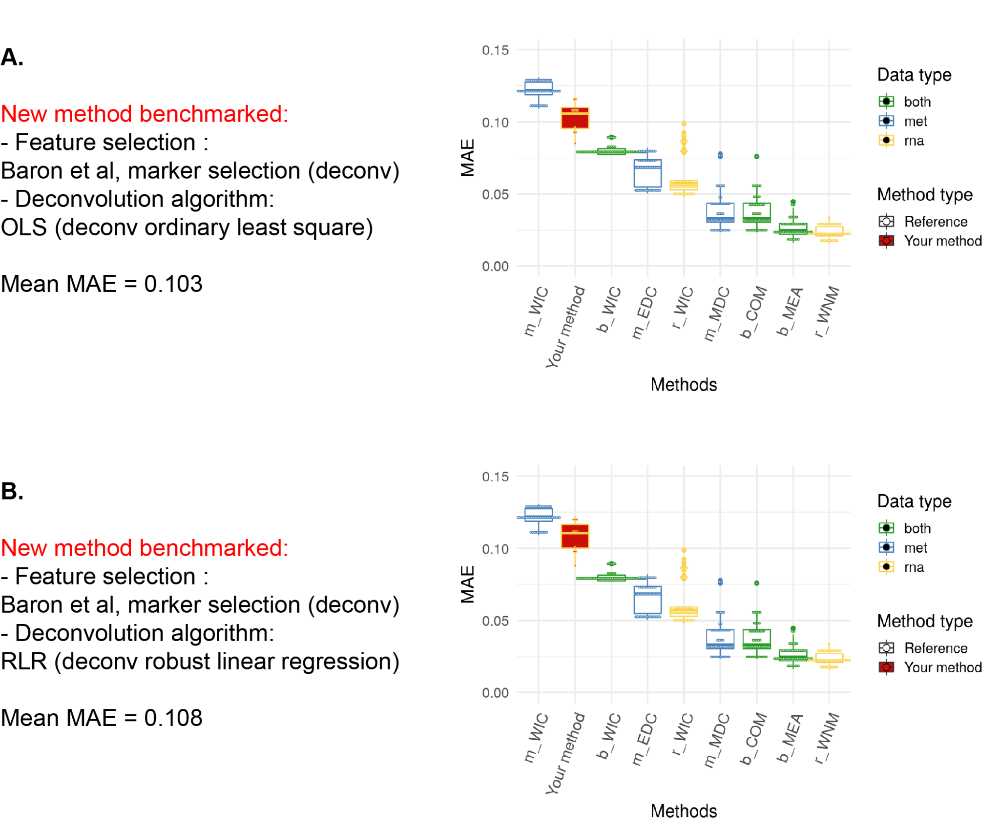 A.
New method benchmarked:
- Feature selection :
Baron et al, marker selection (deconv)
- Deconvolution algorithm:
OLS (deconv ordinary least square)
Mean MAE = 0.103
MAE
0.15
0.10
0.05
0.00
m_WIC
Your method
b_WIC
m_EDC
r_WIC
m_MDC
b_COM
b_MEA
r_WNM
Methods
Data type
both
met
rna
Method type
Reference
Your method
B.
New method benchmarked:
- Feature selection :
Baron et al, marker selection (deconv)
- Deconvolution algorithm:
RLR (deconv robust linear regression)
Mean MAE = 0.108
MAE
0.15
0.10
0.05
0.00
m_WIC
Your method
b_WIC
m_EDC
r_WIC
m_MDC
b_COM
b_MEA
r_WNM
Methods
Data type
both
met
rna
Method type
Reference
Your method